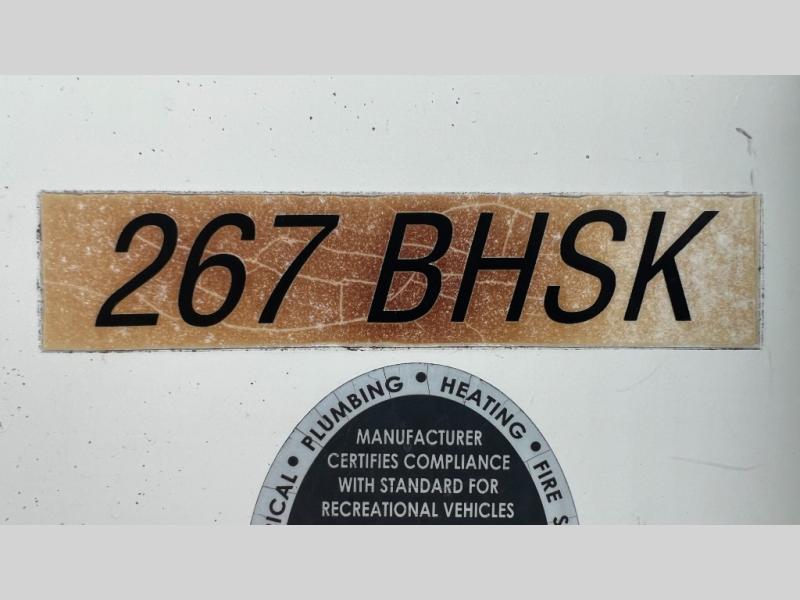 267 BHSK
PLUMBING • HEATING • FIRE
MANUFACTURER
CERTIFIES COMPLIANCE
WITH STANDARD FOR
RECREATIONAL VEHICLES